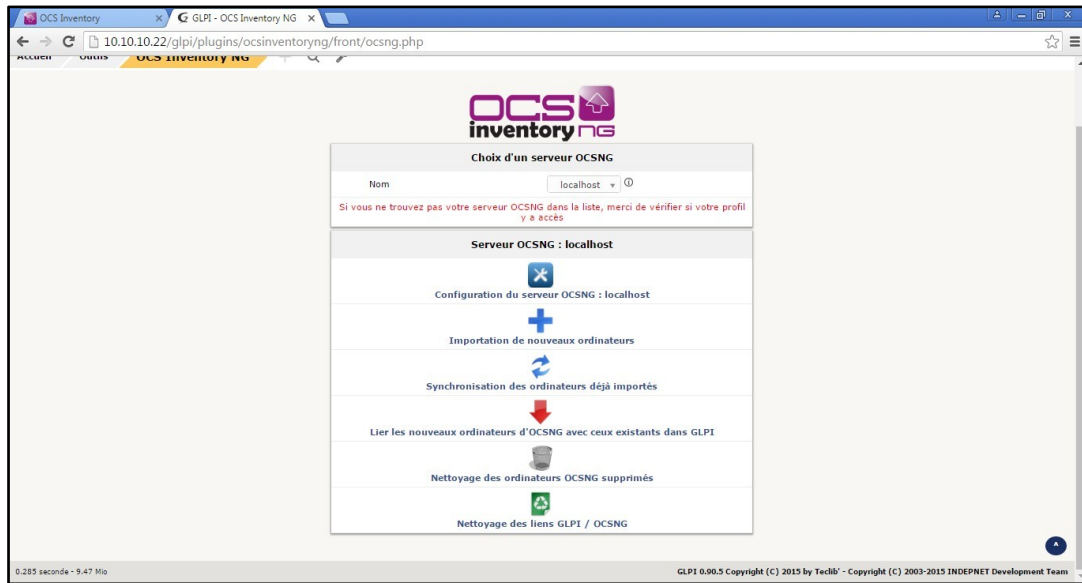 OCS Inventory
GLPI - OCS Inventory NG
10.10.10.22/glpi/plugins/ocsinventoryng/front/ocsng.php
Accueil Outils OCS Inventory NG
OCS
inventory NG
Choix d'un serveur OCSNG
Nom localhost
Si vous ne trouvez pas votre serveur OCSNG dans la liste, merci de vérifier si votre profil
y a accès
Serveur OCSNG : localhost
Configuration du serveur OCSNG : localhost
Importation de nouveaux ordinateurs
Synchronisation des ordinateurs déjà importés
Lier les nouveaux ordinateurs d'OCSNG avec ceux existants dans GLPI
Nettoyage des ordinateurs OCSNG supprimés
Nettoyage des liens GLPI / OCSNG
0.285 seconde - 9.47 Mio
GLPI 0.90.5 Copyright (C) 2015 by Teclib' - Copyright (C) 2003-2015 INDEPNET Development Team